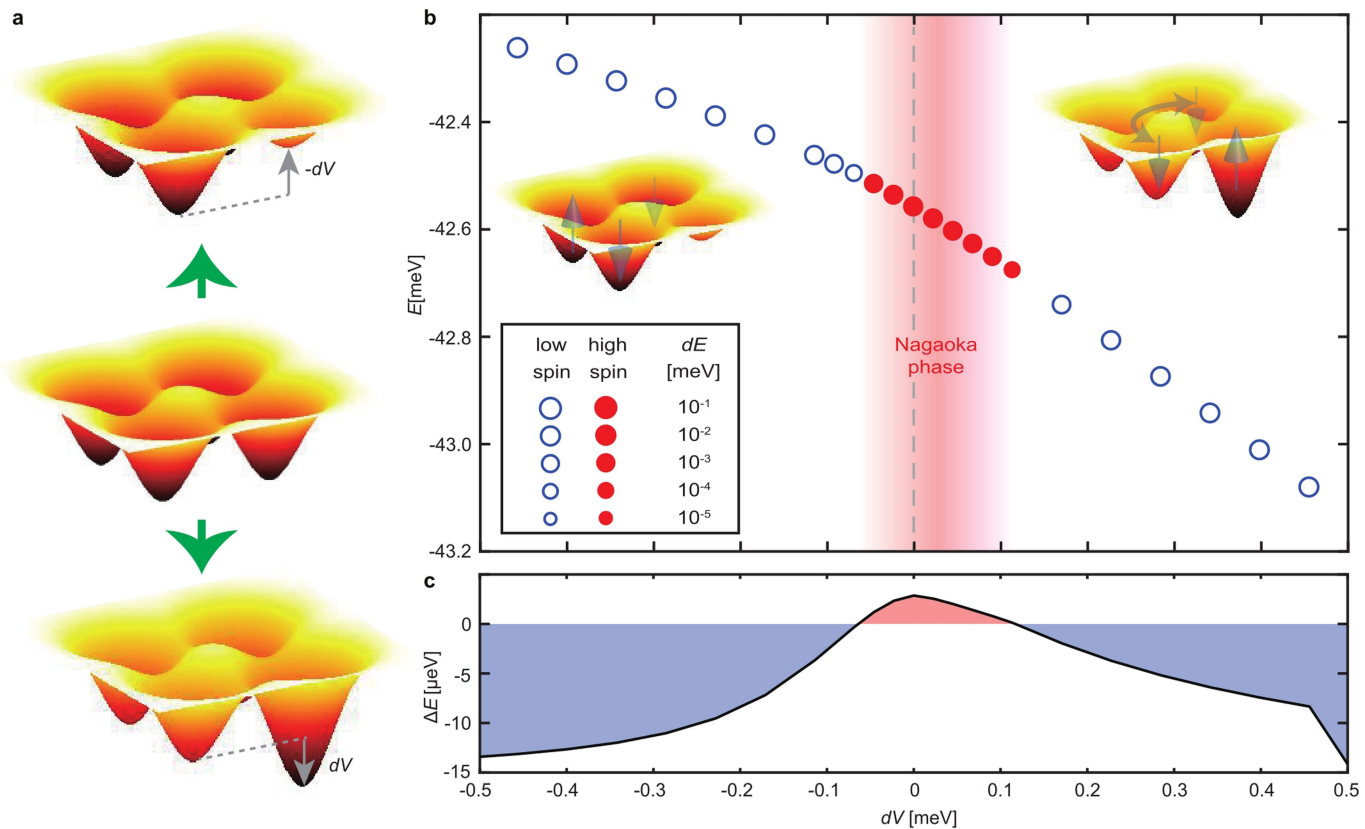 a
-dV
dV
b
E[meV]
-42.4
-42.6
-42.8
-43.0
-43.2
Nagaoka
phase
low high dE
spin spin [meV]
10⁻¹
10⁻²
10⁻³
10⁻⁴
10⁻⁵
c
ΔE [µeV]
0
-5
-10
-15
-0.5 -0.4 -0.3 -0.2 -0.1 0 0.1 0.2 0.3 0.4 0.5
dV [meV]